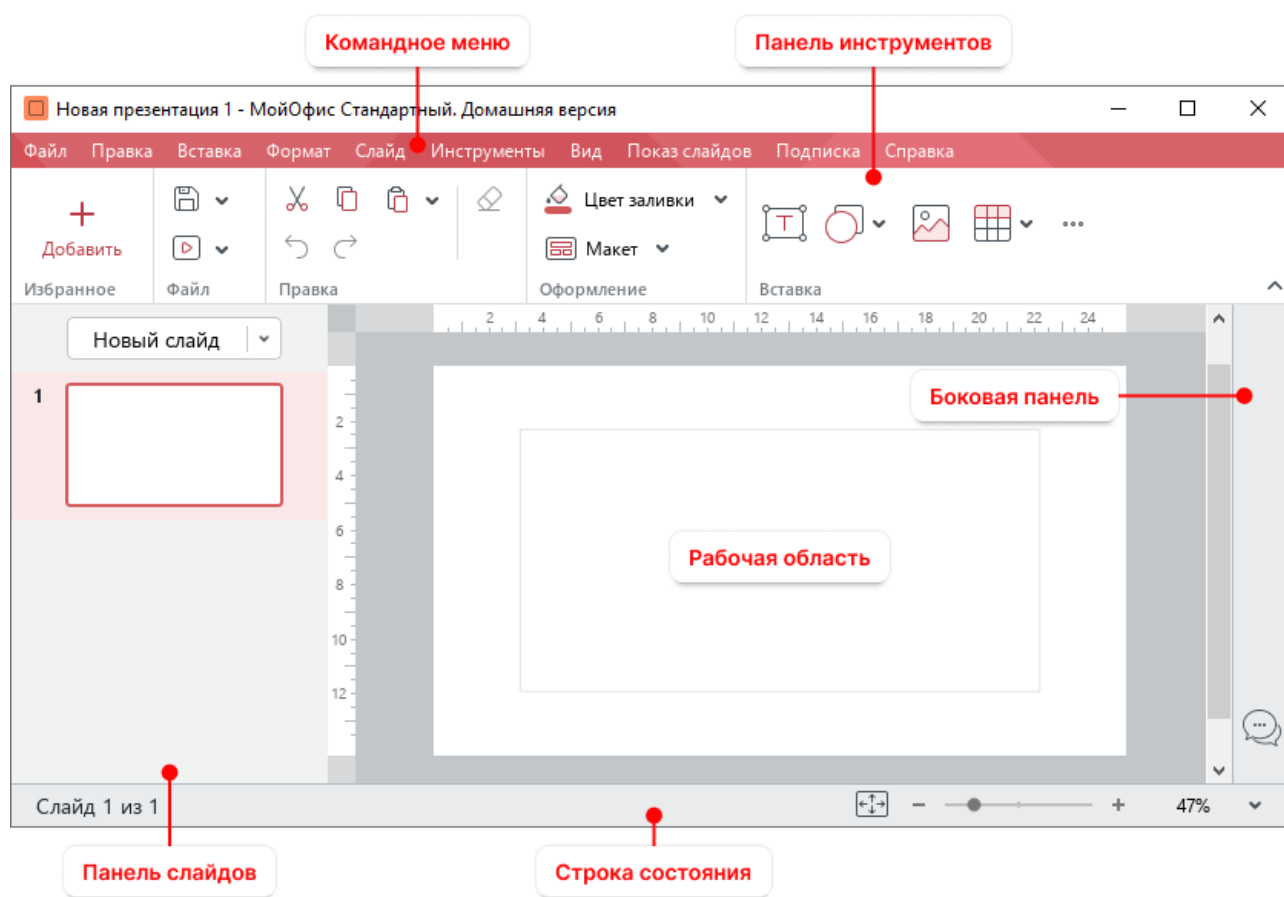 Командное меню
Панель инструментов
Новая презентация 1 - МойОфис Стандартный. Домашняя версия
Файл Правка Вставка Формат Слайд Инструменты Вид Показ слайдов Подписка Справка
Добавить
Цвет заливки
Макет
T
Избранное Файл Правка Оформление Вставка
Новый слайд
2 4 6 8 10 12 14 16 18 20 22 24
1
Боковая панель
2
4
6
Рабочая область
8
10
12
Слайд 1 из 1
47%
Панель слайдов
Строка состояния